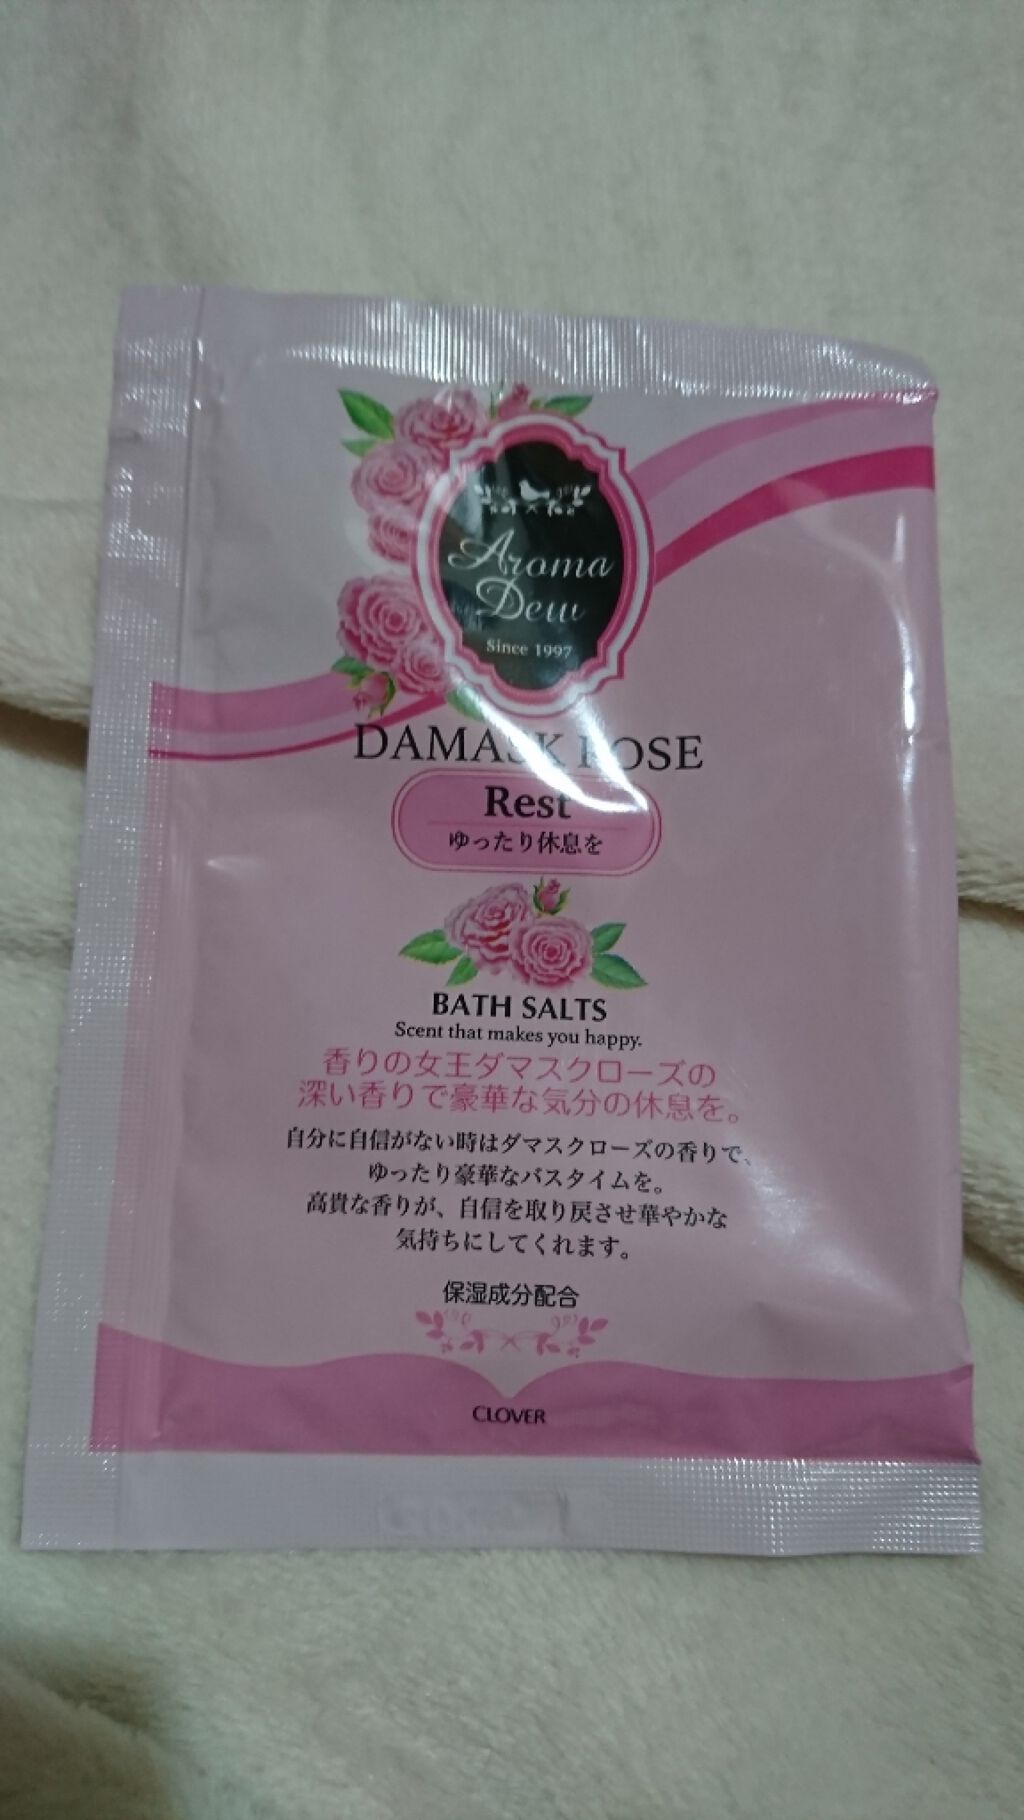 Aroma
Dew
Since 1997
DAMASK ROSE
Rest
ゆったり休息を
BATH SALTS
Scent that makes you happy.
香りの女王ダマスクローズの
深い香りで豪華な気分の休息を。
自分に自信がない時はダマスクローズの香りで、
ゆったり豪華なバスタイムを。
高貴な香りが、自信を取り戻させ華やかな
気持ちにしてくれます。
保湿成分配合
CLOVER